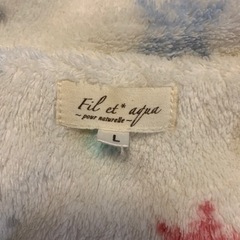 Fil et* aqua
~ pour naturelle ~
L